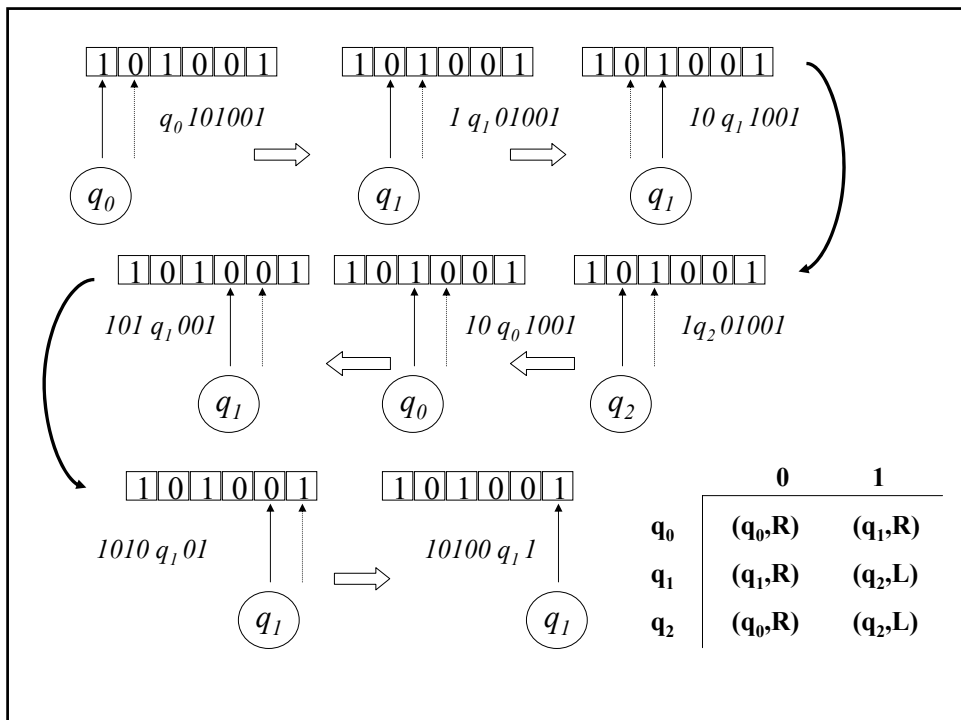 1 0 1 0 0 1
1 0 1 0 0 1
1 0 1 0 0 1
q0 101001
1 q1 01001
10 q1 1001
q0
q1
q1
1 0 1 0 0 1
1 0 1 0 0 1
1 0 1 0 0 1
101 q1 001
10 q0 1001
1q2 01001
q1
q0
q2
1 0 1 0 0 1
1 0 1 0 0 1
1010 q1 01
10100 q1 1
q1
q1
0 1
q0 (q0,R) (q1,R)
q1 (q1,R) (q2,L)
q2 (q0,R) (q2,L)